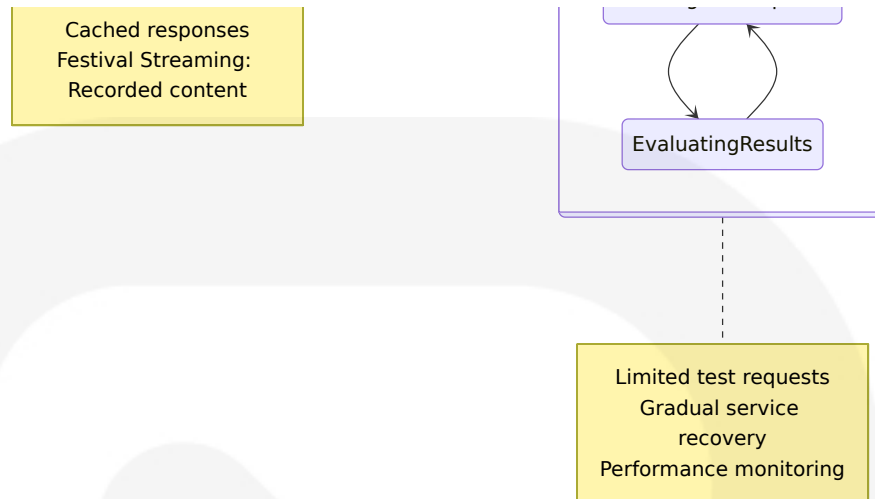 Cached responses
Festival Streaming:
Recorded content
EvaluatingResults
Limited test requests
Gradual service
recovery
Performance monitoring